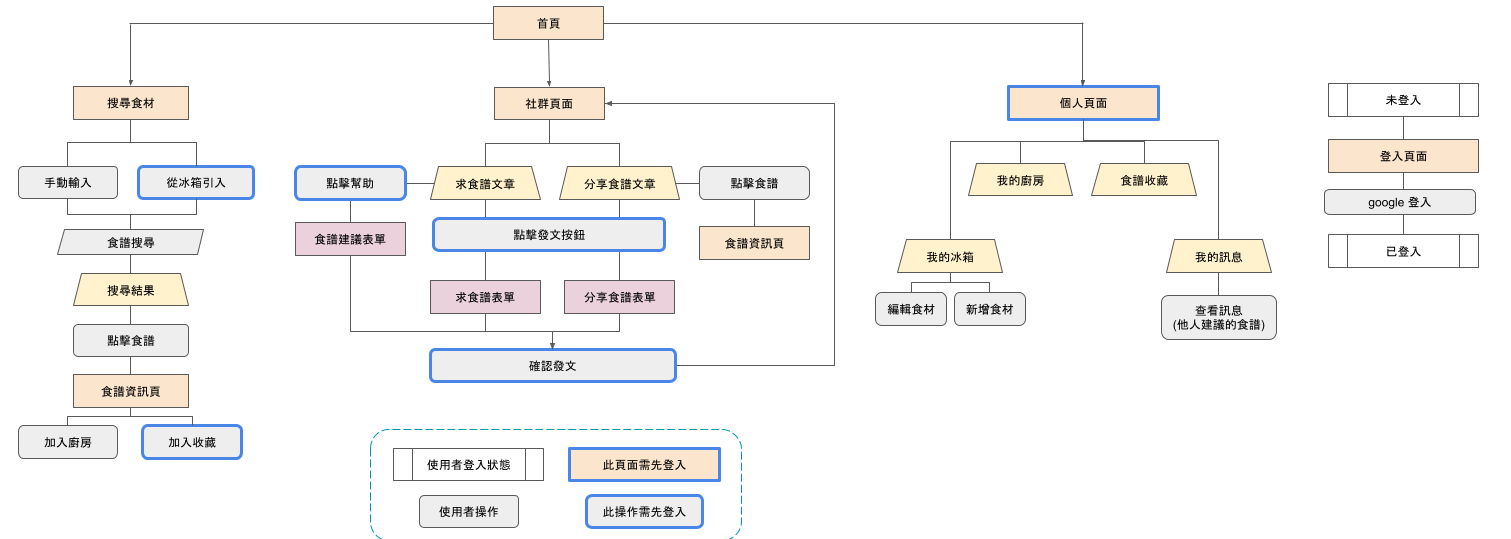 首頁
搜尋食材
社群頁面
個人頁面
未登入
手動輸入
從冰箱引入
點擊幫助
求食譜文章
分享食譜文章
點擊食譜
我的廚房
食譜收藏
登入頁面
google 登入
食譜搜尋
食譜建議表單
點擊發文按鈕
食譜資訊頁
我的冰箱
我的訊息
已登入
搜尋結果
求食譜表單
分享食譜表單
編輯食材
新增食材
查看訊息
(他人建議的食譜)
點擊食譜
確認發文
食譜資訊頁
加入廚房
加入收藏
使用者登入狀態
此頁面需先登入
使用者操作
此操作需先登入